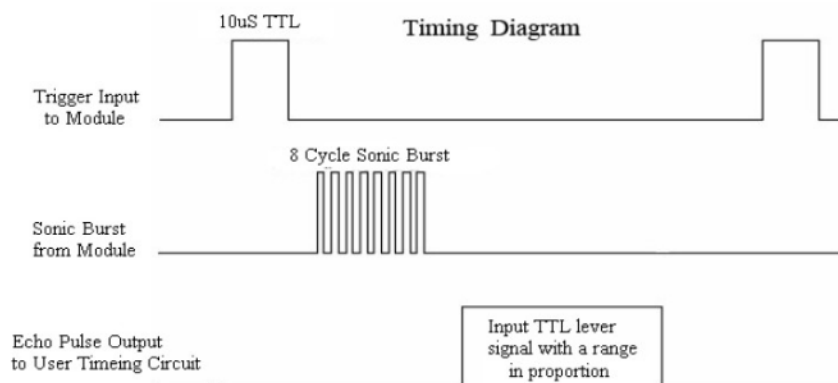 10uS TTL
Timing Diagram
Trigger Input
to Module
8 Cycle Sonic Burst
Sonic Burst
from Module
Echo Pulse Output
to User Timeing Circuit
Input TTL lever
signal with a range
in proportion